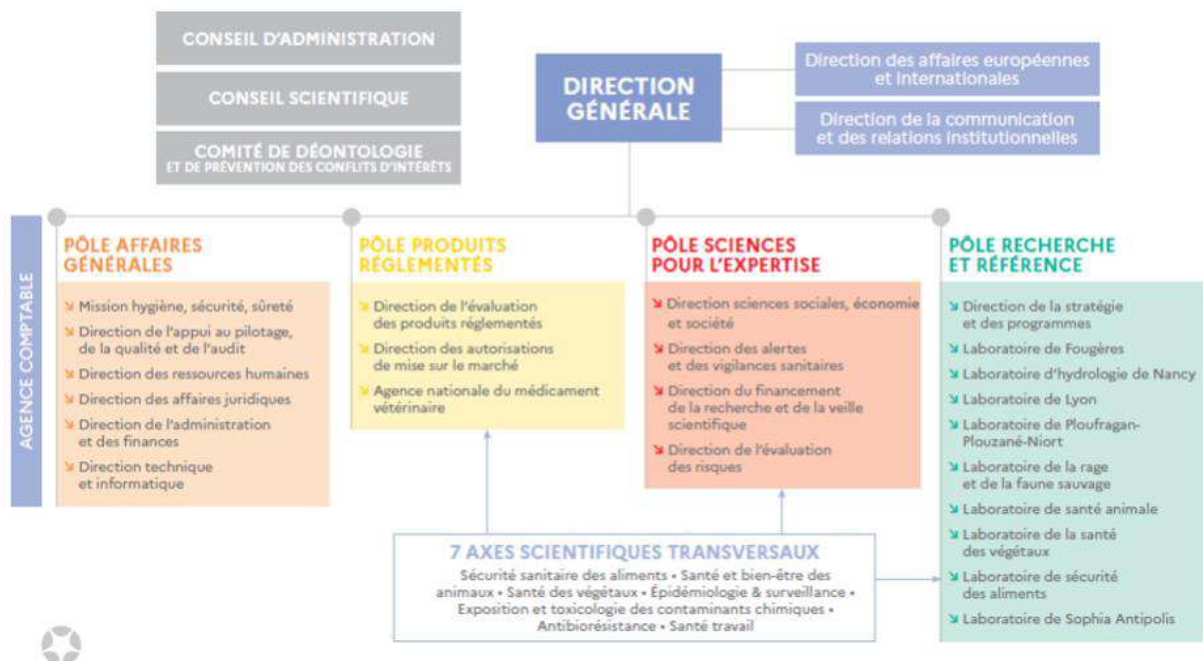 CONSEIL D'ADMINISTRATION
CONSEIL SCIENTIFIQUE
COMITÉ DE DÉONTOLOGIE
ET DE PRÉVENTION DES CONFLITS D'INTÉRÊTS
DIRECTION
GÉNÉRALE
Direction des affaires européennes
et internationales
Direction de la communication
et des relations institutionnelles
AGENCE COMPTABLE
PÔLE AFFAIRES
GÉNÉRALES
Mission hygiène, sécurité, sûreté
Direction de l'appui au pilotage,
de la qualité et de l'audit
Direction des ressources humaines
Direction des affaires juridiques
Direction de l'administration
et des finances
Direction technique
et informatique
PÔLE PRODUITS
RÉGLEMENTÉS
Direction de l'évaluation
des produits réglementés
Direction des autorisations
de mise sur le marché
Agence nationale du médicament
vétérinaire
PÔLE SCIENCES
POUR L'EXPERTISE
Direction sciences sociales, économie
et société
Direction des alertes
et des vigilances sanitaires
Direction du financement
de la recherche et de la veille
scientifique
Direction de l'évaluation
des risques
PÔLE RECHERCHE
ET RÉFÉRENCE
Direction de la stratégie
et des programmes
Laboratoire de Fougères
Laboratoire d'hydrologie de Nancy
Laboratoire de Lyon
Laboratoire de Ploufragan-
Plouzané-Niort
Laboratoire de la rage
et de la faune sauvage
Laboratoire de santé animale
Laboratoire de la santé
des végétaux
Laboratoire de sécurité
des aliments
Laboratoire de Sophia Antipolis
7 AXES SCIENTIFIQUES TRANSVERSAUX
Sécurité sanitaire des aliments • Santé et bien-être des
animaux • Santé des végétaux • Épidémiologie & surveillance •
Exposition et toxicologie des contaminants chimiques •
Antibiorésistance • Santé travail